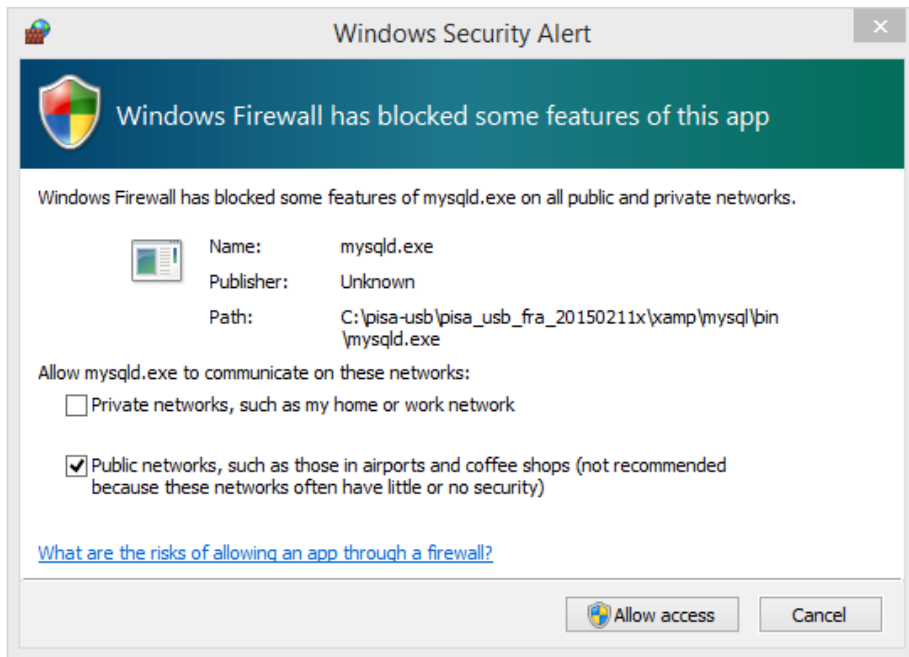 Windows Security Alert
Windows Firewall has blocked some features of this app
Windows Firewall has blocked some features of mysqld.exe on all public and private networks.
Name: mysqld.exe
Publisher: Unknown
Path: C:\pisa-usb\pisa_usb_fra_20150211x\xamp\mysql\bin
\mysqld.exe
Allow mysqld.exe to communicate on these networks:
Private networks, such as my home or work network
Public networks, such as those in airports and coffee shops (not recommended
because these networks often have little or no security)
What are the risks of allowing an app through a firewall?
Allow access Cancel